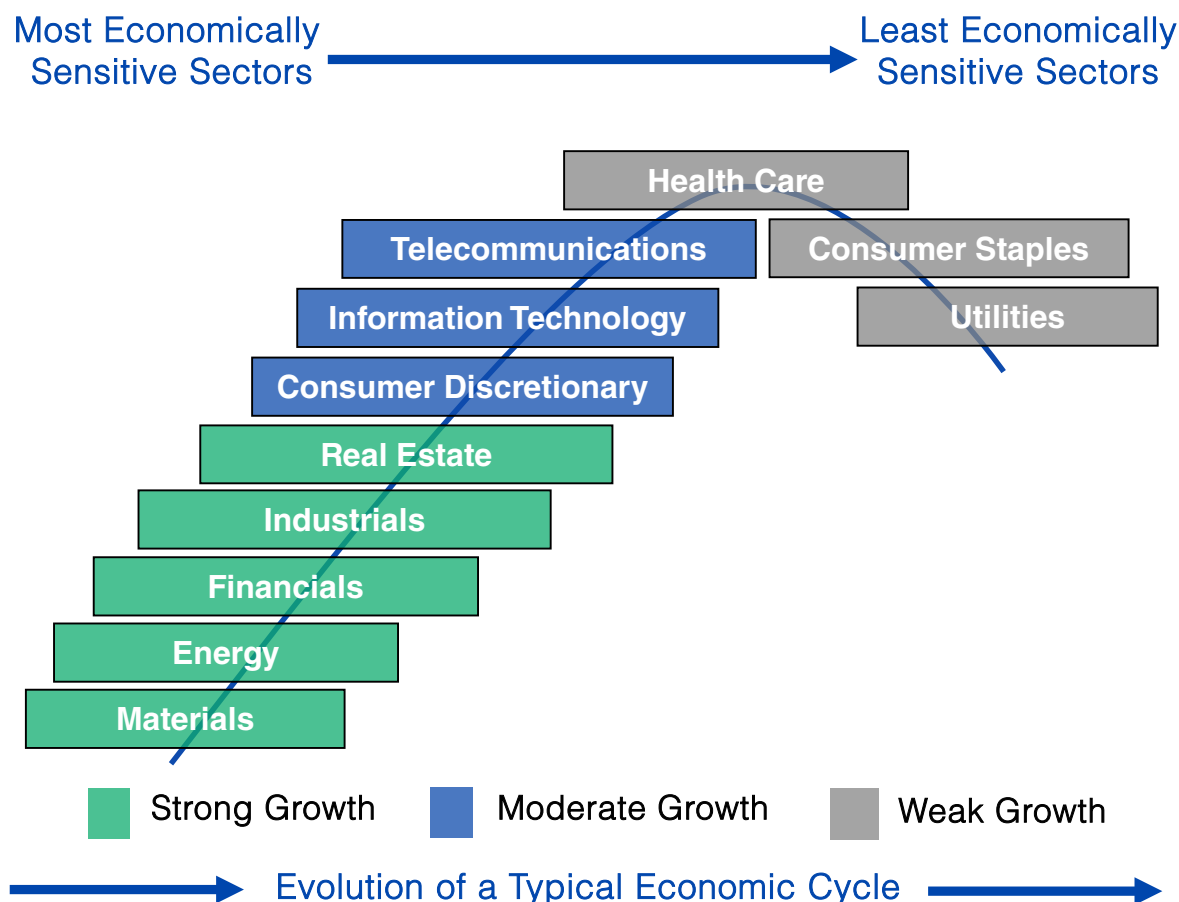 Most Economically
Sensitive Sectors
Least Economically
Sensitive Sectors
Health Care
Telecommunications
Consumer Staples
Information Technology
Utilities
Consumer Discretionary
Real Estate
Industrials
Financials
Energy
Materials
Strong Growth
Moderate Growth
Weak Growth
Evolution of a Typical Economic Cycle